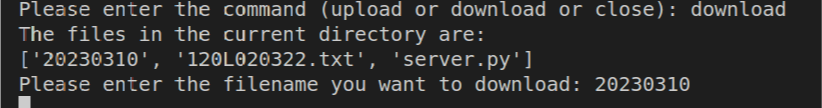 Please enter the command (upload or download or close): download
The files in the current directory are:
['20230310', '120L020322.txt', 'server.py']
Please enter the filename you want to download: 20230310